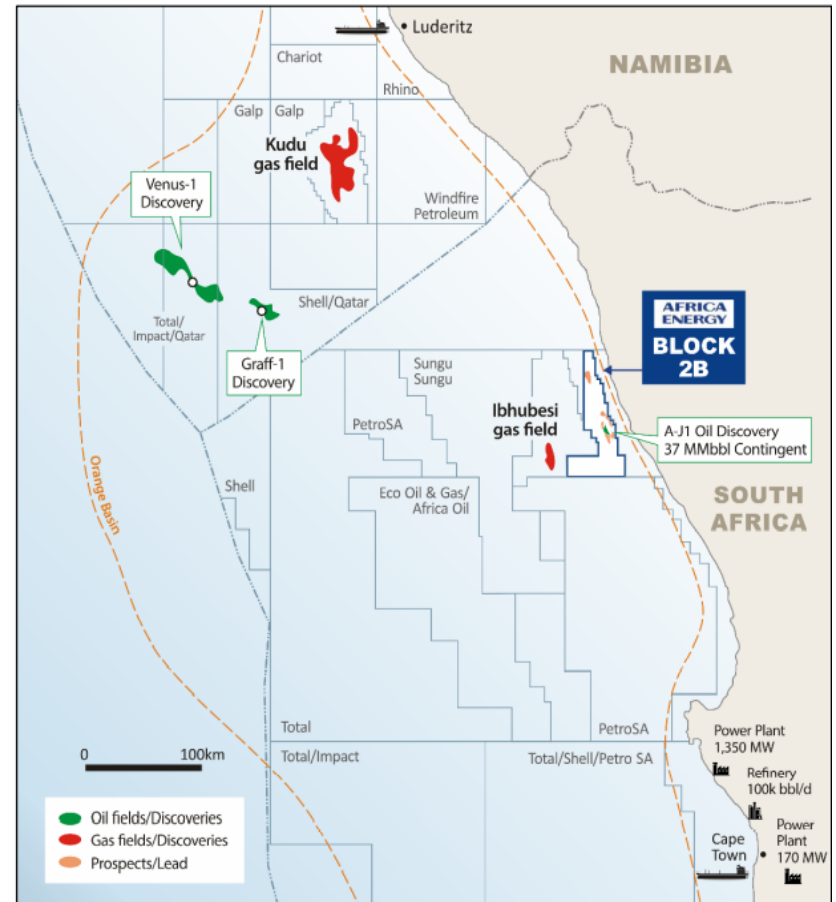 Luderitz
NAMIBIA
Chariot
Rhino
Galp
Galp
Kudu
gas field
Venus-1
Discovery
Windfire
Petroleum
Shell/Qatar
Total/
Impact/Qatar
Graff-1
Discovery
AFRICA
ENERGY
BLOCK
2B
Sungu
Sungu
Ibhubesi
gas field
PetroSA
A-J1 Oil Discovery
37 MMbbl Contingent
Orange Basin
Shell
Eco Oil & Gas/
Africa Oil
SOUTH
AFRICA
Total
PetroSA
Total/Impact
Total/Shell/Petro SA
0
100km
Power Plant
1,350 MW
Refinery
100k bbl/d
Power
Plant
170 MW
Cape
Town
Oil fields/Discoveries
Gas fields/Discoveries
Prospects/Lead